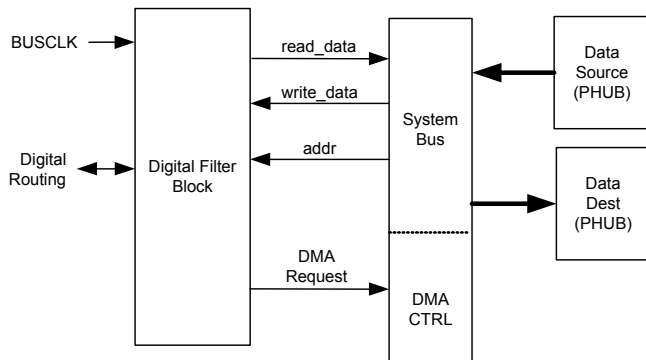 BUSCLK
Digital
Routing
Digital Filter
Block
read_data
write_data
addr
DMA
Request
System
Bus
DMA
CTRL
Data
Source
(PHUB)
Data
Dest
(PHUB)